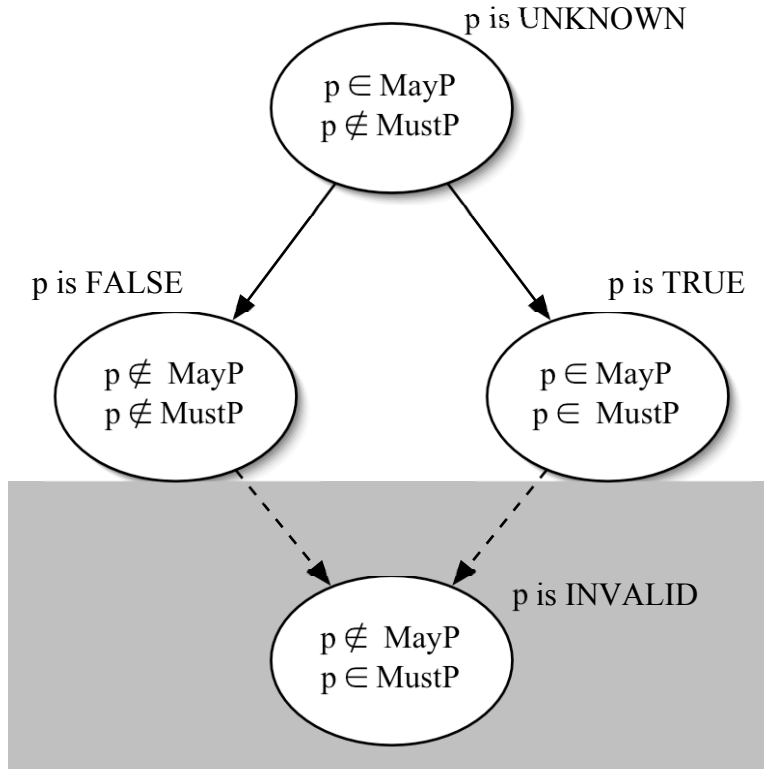 p is UNKNOWN
p ∈ MayP
p ∉ MustP
p is FALSE
p is TRUE
p ∉ MayP
p ∉ MustP
p ∈ MayP
p ∈ MustP
p is INVALID
p ∉ MayP
p ∈ MustP